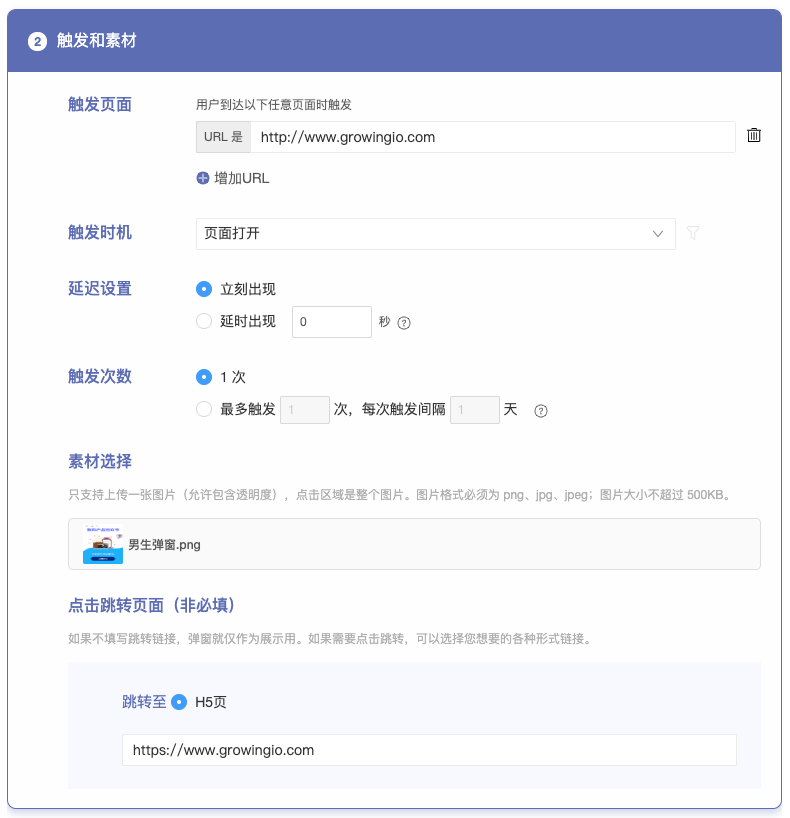 2 触发和素材
触发页面
用户到达以下任意页面时触发
URL 是 http://www.growingio.com
增加URL
触发时机
页面打开
延迟设置
立刻出现
延时出现 0 秒 ?
触发次数
1 次
最多触发 1 次，每次触发间隔 1 天 ?
素材选择
只支持上传一张图片（允许包含透明度），点击区域是整个图片。图片格式必须为 png、jpg、jpeg；图片大小不超过 500KB。
男生弹窗.png
点击跳转页面（非必填）
如果不填写跳转链接，弹窗就仅作为展示用。如果需要点击跳转，可以选择您想要的各种形式链接。
跳转至 H5页
https://www.growingio.com